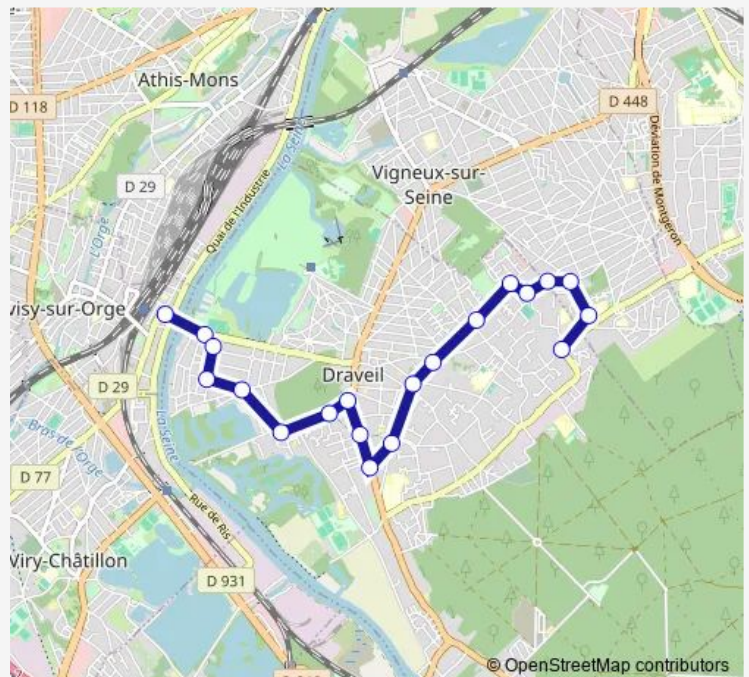 Athis-Mons
D 118
D 448
La Seine
Déviation de Montgeron
D 29
Vigneux-sur-
Seine
Quai de l'Industrie
L'Orge
visy-sur-Orge
Draveil
D 29
La Seine
Bras de l'Orge
D 77
Rue de Ris
Viry-Châtillon
D 931
© OpenStreetMap contributors